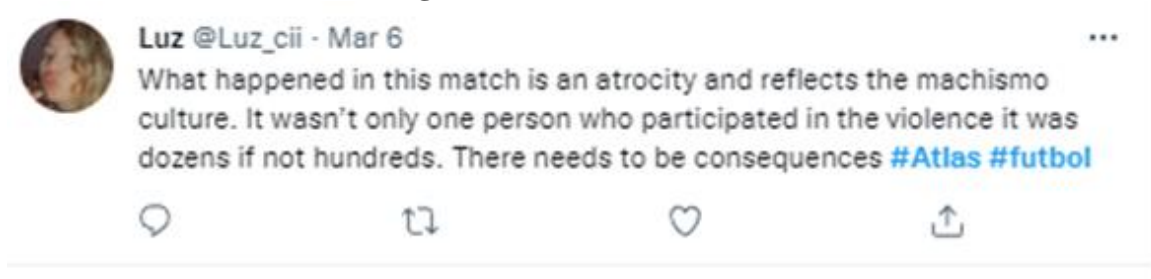 Luz @Luz_cii · Mar 6
What happened in this match is an atrocity and reflects the machismo
culture. It wasn't only one person who participated in the violence it was
dozens if not hundreds. There needs to be consequences #Atlas #futbol